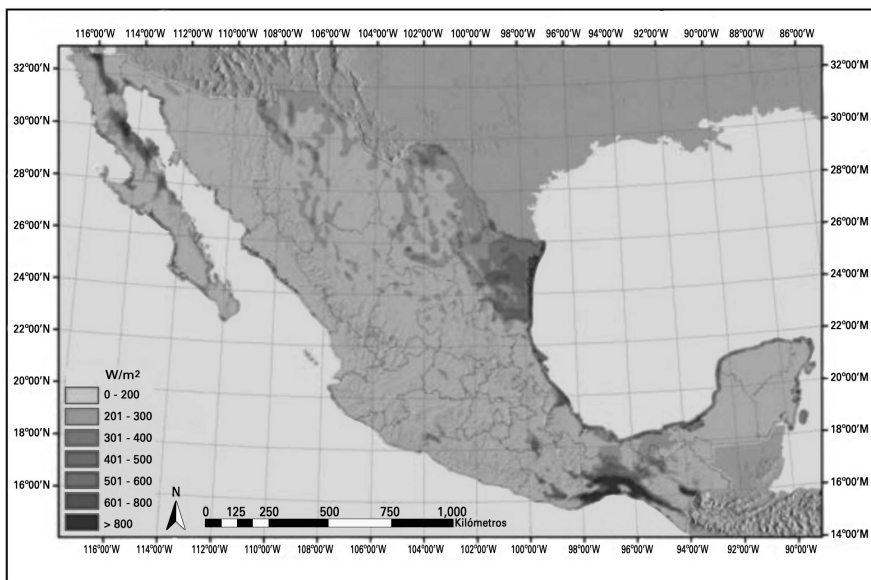 116°00'W 114°00'W 112°00'W 110°00'W 108°00'W 106°00'W 104°00'W 102°00'W 100°00'W 98°00'W 96°00'W 94°00'W 92°00'W 90°00'W 88°00'W 86°00'W
32°00'N 32°00'N
30°00'N 30°00'N
28°00'N 28°00'N
26°00'N 26°00'N
24°00'N 24°00'N
22°00'N 22°00'N
20°00'N 20°00'N
18°00'N 18°00'N
16°00'N 16°00'N
14°00'N
W/m²
0 - 200
201 - 300
301 - 400
401 - 500
501 - 600
601 - 800
> 800
N
0 125 250 500 750 1,000
Kilómetros
116°00'W 114°00'W 112°00'W 110°00'W 108°00'W 106°00'W 104°00'W 102°00'W 100°00'W 98°00'W 96°00'W 94°00'W 92°00'W 90°00'W